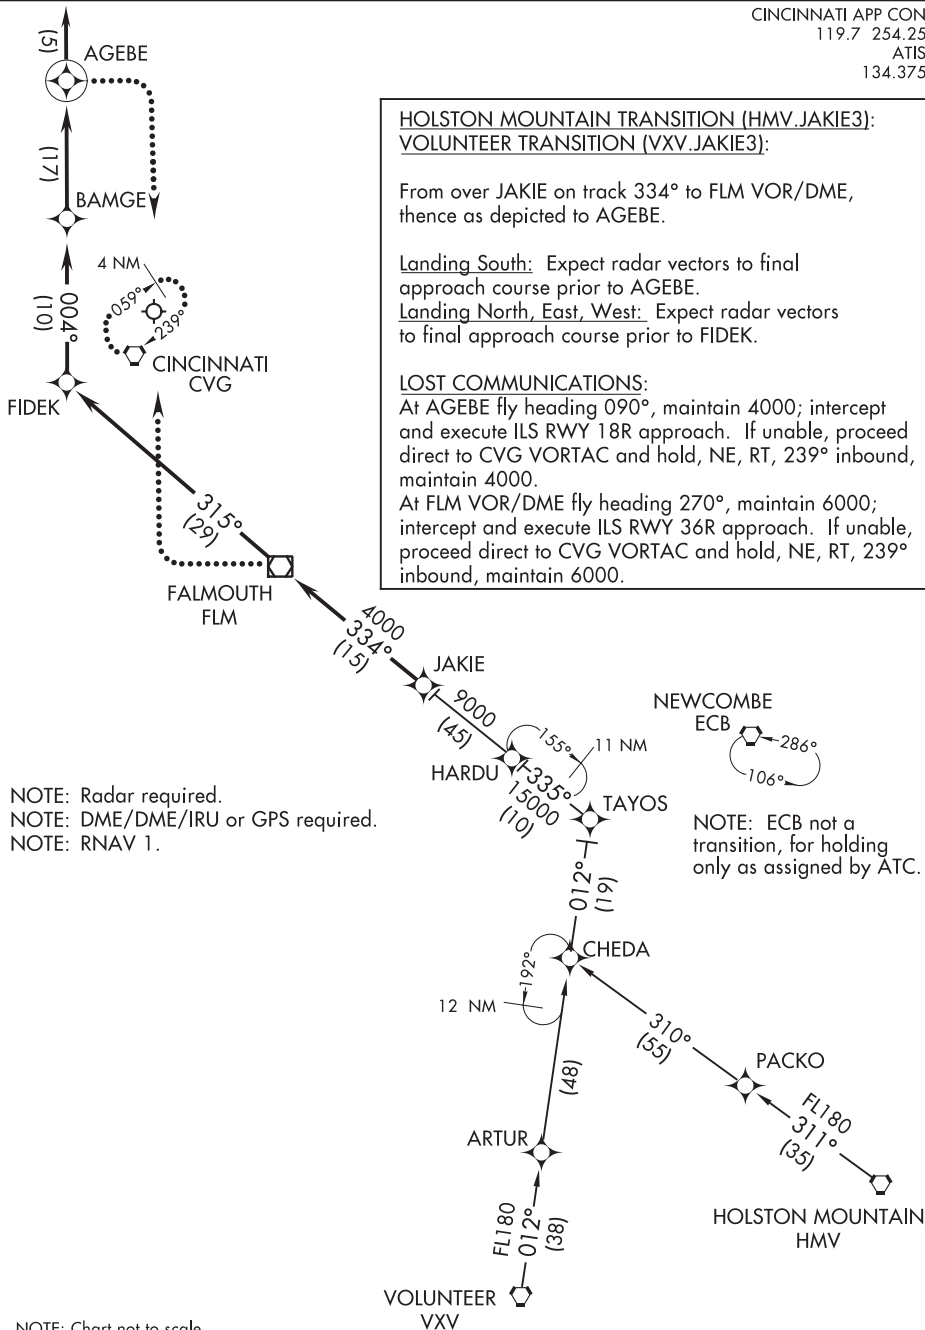 CINCINNATI APP CON
119.7 254.25
ATIS
134.375
(5)
AGEBE
(17)
BAMGE
004°
(10)
4 NM
059°
239°
CINCINNATI
CVG
FIDEK
315°
(29)
FALMOUTH
FLM
HOLSTON MOUNTAIN TRANSITION (HMV.JAKIE3):
VOLUNTEER TRANSITION (VXV.JAKIE3):
From over JAKIE on track 334° to FLM VOR/DME,
thence as depicted to AGEBE.
Landing South: Expect radar vectors to final
approach course prior to AGEBE.
Landing North, East, West: Expect radar vectors
to final approach course prior to FIDEK.
LOST COMMUNICATIONS:
At AGEBE fly heading 090°, maintain 4000; intercept
and execute ILS RWY 18R approach. If unable, proceed
direct to CVG VORTAC and hold, NE, RT, 239° inbound,
maintain 4000.
At FLM VOR/DME fly heading 270°, maintain 6000;
intercept and execute ILS RWY 36R approach. If unable,
proceed direct to CVG VORTAC and hold, NE, RT, 239°
inbound, maintain 6000.
4000
334°
(15)
JAKIE
9000
(45)
HARDU
155°
11 NM
335°
15000
(10)
TAYOS
NEWCOMBE
ECB
286°
106°
NOTE: ECB not a
transition, for holding
only as assigned by ATC.
NOTE: Radar required.
NOTE: DME/DME/IRU or GPS required.
NOTE: RNAV 1.
012°
(19)
CHEDA
192°
12 NM
310°
(55)
PACKO
(48)
FL180
311°
(35)
ARTUR
HOLSTON MOUNTAIN
HMV
FL180
012°
(38)
VOLUNTEER
VXV
NOTE: Chart not to scale